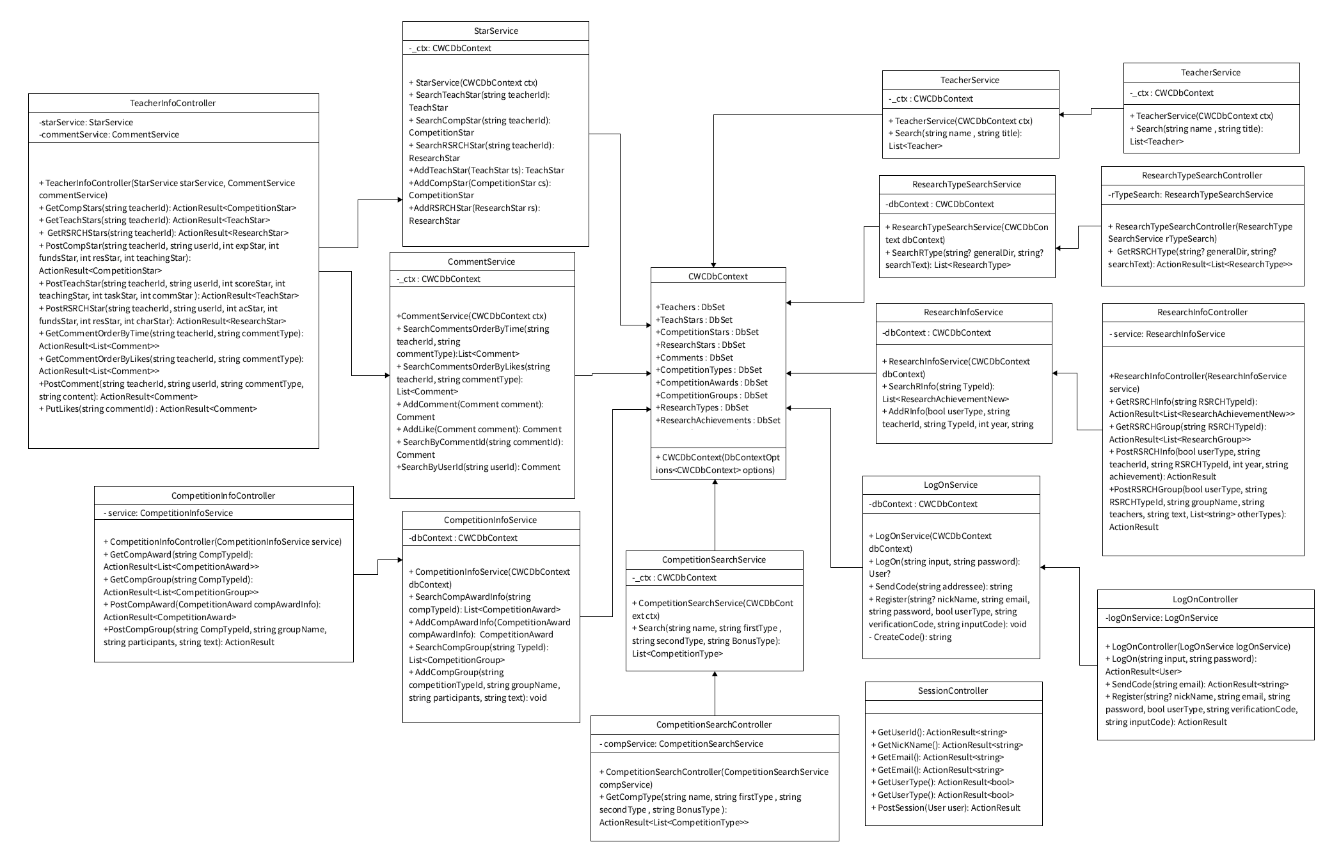 StarService
-_ctx: CWCDbContext
+ StarService(CWCDbContext ctx)
+ SearchTeachStar(string teacherId):
TeachStar
+ SearchCompStar(string teacherId):
CompetitionStar
+ SearchRSRCHStar(string teacherId):
ResearchStar
+AddTeachStar(TeachStar ts): TeachStar
+AddCompStar(CompetitionStar cs):
CompetitionStar
+AddRSRCHStar(ResearchStar rs):
ResearchStar
TeacherInfoController
-starService: StarService
-commentService: CommentService
+ TeacherInfoController(StarService starService, CommentService
commentService)
+ GetCompStars(string teacherId): ActionResult<CompetitionStar>
+ GetTeachStars(string teacherId): ActionResult<TeachStar>
+ GetRSRCHStars(string teacherId): ActionResult<ResearchStar>
+ PostCompStar(string teacherId, string userId, int expStar, int
fundsStar, int resStar, int teachingStar):
ActionResult<CompetitionStar>
+ PostTeachStar(string teacherId, string userId, int scoreStar, int
teachingStar, int taskStar, int commStar ): ActionResult<TeachStar>
+ PostRSRCHStar(string teacherId, string userId, int acStar, int
fundsStar, int resStar, int charStar): ActionResult<ResearchStar>
+ GetCommentOrderByTime(string teacherId, string commentType):
ActionResult<List<Comment>>
+ GetCommentOrderByLikes(string teacherId, string commentType):
ActionResult<List<Comment>>
+PostComment(string teacherId, string userId, string commentType,
string content): ActionResult<Comment>
+ PutLikes(string commentId) : ActionResult<Comment>
CommentService
-_ctx : CWCDbContext
+CommentService(CWCDbContext ctx)
+ SearchCommentsOrderByTime(string
teacherId, string
commentType):List<Comment>
+ SearchCommentsOrderByLikes(string
teacherId, string commentType):
List<Comment>
+ AddComment(Comment comment):
Comment
+ AddLike(Comment comment): Comment
+ SearchByCommentId(string commentId):
Comment
+SearchByUserId(string userId): Comment
CompetitionInfoController
- service: CompetitionInfoService
+ CompetitionInfoController(CompetitionInfoService service)
+ GetCompAward(string CompTypeId):
ActionResult<List<CompetitionAward>>
+ GetCompGroup(string CompTypeId):
ActionResult<List<CompetitionGroup>>
+ PostCompAward(CompetitionAward compAwardInfo):
ActionResult<CompetitionAward>
+PostCompGroup(string CompTypeId, string groupName,
string participants, string text): ActionResult
CompetitionInfoService
-dbContext : CWCDbContext
+ CompetitionInfoService(CWCDbContext
dbContext)
+ SearchCompAwardInfo(string
compTypeId): List<CompetitionAward>
+ AddCompAwardInfo(CompetitionAward
compAwardInfo): CompetitionAward
+ SearchCompGroup(string TypeId):
List<CompetitionGroup>
+ AddCompGroup(string
competitionTypeId, string groupName,
string participants, string text): void
CWCDbContext
+Teachers : DbSet
+TeachStars : DbSet
+CompetitionStars : DbSet
+ResearchStars : DbSet
+Comments : DbSet
+CompetitionTypes : DbSet
+CompetitionAwards : DbSet
+CompetitionGroups : DbSet
+ResearchTypes : DbSet
+ResearchAchievements : DbSet
+ CWCDbContext(DbContextOpt
ions<CWCDbContext> options)
CompetitionSearchService
-_ctx : CWCDbContext
+ CompetitionSearchService(CWCDbCont
ext ctx)
+ Search(string name, string firstType ,
string secondType, string BonusType):
List<CompetitionType>
CompetitionSearchController
- compService: CompetitionSearchService
+ CompetitionSearchController(CompetitionSearchService
compService)
+ GetCompType(string name, string firstType , string
secondType , string BonusType ):
ActionResult<List<CompetitionType>>
TeacherService
-_ctx : CWCDbContext
+ TeacherService(CWCDbContext ctx)
+ Search(string name , string title):
List<Teacher>
TeacherService
-_ctx : CWCDbContext
+ TeacherService(CWCDbContext ctx)
+ Search(string name , string title):
List<Teacher>
ResearchTypeSearchService
-dbContext : CWCDbContext
+ ResearchTypeSearchService(CWCDbCon
text dbContext)
+ SearchRType(string? generalDir, string?
searchText): List<ResearchType>
ResearchTypeSearchController
-rTypeSearch: ResearchTypeSearchService
+ ResearchTypeSearchController(ResearchType
SearchService rTypeSearch)
+ GetRSRCHType(string? generalDir, string?
searchText): ActionResult<List<ResearchType>>
ResearchInfoService
-dbContext : CWCDbContext
+ ResearchInfoService(CWCDbContext
dbContext)
+ SearchRInfo(string TypeId):
List<ResearchAchievementNew>
+ AddRInfo(bool userType, string
teacherId, string TypeId, int year, string
ResearchInfoController
- service: ResearchInfoService
+ResearchInfoController(ResearchInfoService
service)
+ GetRSRCHInfo(string RSRCHTypeId):
ActionResult<List<ResearchAchievementNew>>
+ GetRSRCHGroup(string RSRCHTypeId):
ActionResult<List<ResearchGroup>>
+ PostRSRCHInfo(bool userType, string
teacherId, string RSRCHTypeId, int year, string
achievement): ActionResult
+PostRSRCHGroup(bool userType, string
RSRCHTypeId, string groupName, string
teachers, string text, List<string> otherTypes):
ActionResult
LogOnService
-dbContext : CWCDbContext
+ LogOnService(CWCDbContext
dbContext)
+ LogOn(string input, string password):
User?
+ SendCode(string addressee): string
+ Register(string? nickName, string email,
string password, bool userType, string
verificationCode, string inputCode): void
- CreateCode(): string
LogOnController
-logOnService: LogOnService
+ LogOnController(LogOnService logOnService)
+ LogOn(string input, string password):
ActionResult<User>
+ SendCode(string email): ActionResult<string>
+ Register(string? nickName, string email, string
password, bool userType, string verificationCode,
string inputCode): ActionResult
SessionController
+ GetUserId(): ActionResult<string>
+ GetNicKName(): ActionResult<string>
+ GetEmail(): ActionResult<string>
+ GetEmail(): ActionResult<string>
+ GetUserType(): ActionResult<bool>
+ GetUserType(): ActionResult<bool>
+ PostSession(User user): ActionResult